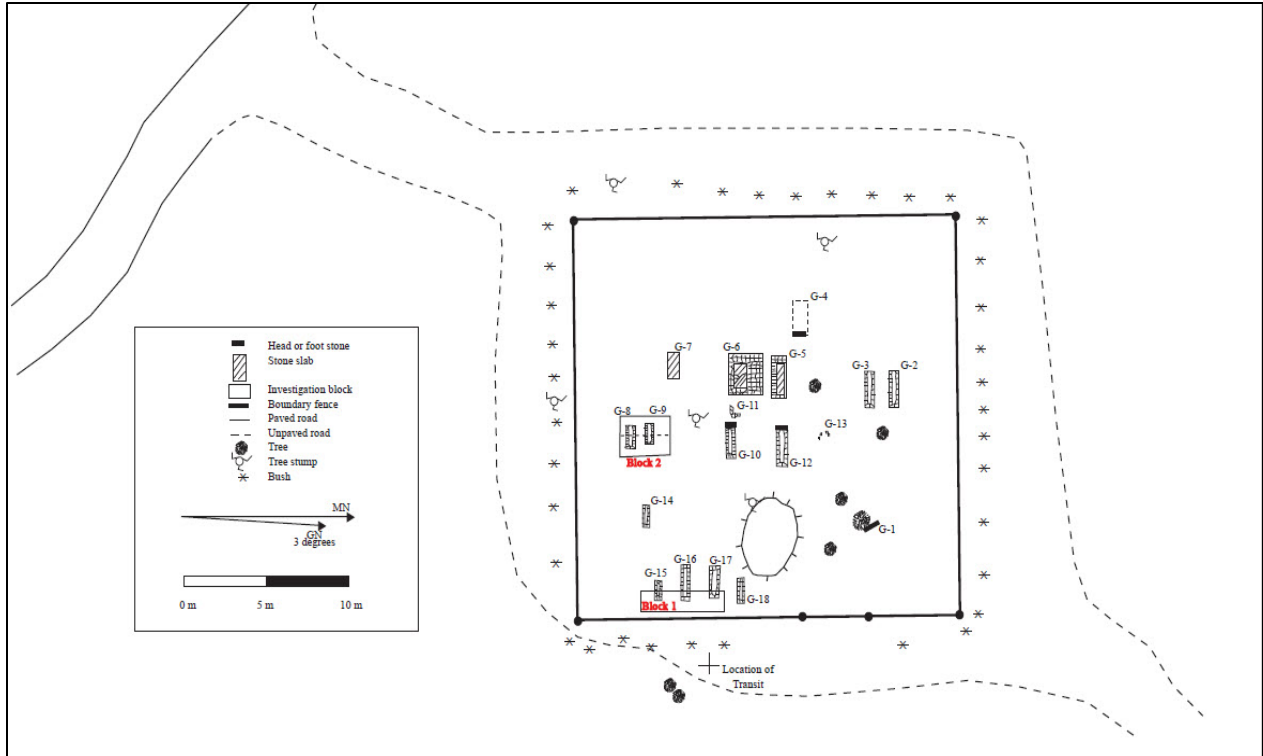 G-4
G-7
G-6
G-5
G-3
G-2
G-11
G-8
G-9
G-13
Block 2
G-10
G-12
G-14
G-1
G-16
G-17
G-15
G-18
Block 1
Location of
Transit
Head or foot stone
Stone slab
Investigation block
Boundary fence
Paved road
Unpaved road
Tree
Tree stump
Bush
MN
GN
3 degrees
0 m
5 m
10 m